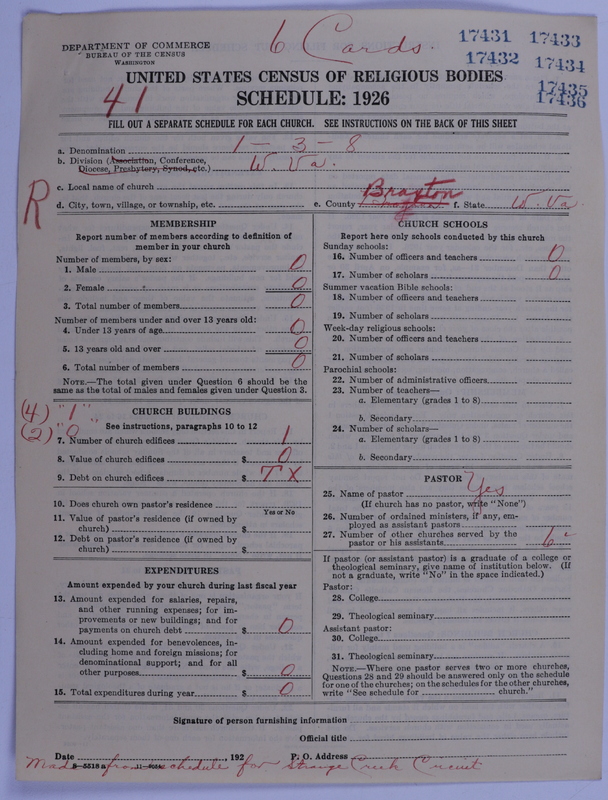 6 Cards.
17431 17433
17432 17434
17435
17436
DEPARTMENT OF COMMERCE
BUREAU OF THE CENSUS
WASHINGTON
UNITED STATES CENSUS OF RELIGIOUS BODIES
41
SCHEDULE: 1926
FILL OUT A SEPARATE SCHEDULE FOR EACH CHURCH. SEE INSTRUCTIONS ON THE BACK OF THIS SHEET
a. Denomination 1 - 3 - 8
b. Division (Association, Conference, Diocese, Presbytery, Synod, etc.) W. Va.
c. Local name of church
R
d. City, town, village, or township, etc. e. County Braxton f. State W. Va.
MEMBERSHIP
Report number of members according to definition of
member in your church
Number of members, by sex:
1. Male 0
2. Female 0
3. Total number of members 0
Number of members under and over 13 years old:
4. Under 13 years of age 0
5. 13 years old and over 0
6. Total number of members 0
NOTE.—The total given under Question 6 should be the
same as the total of males and females given under Question 3.
(4) "1"
(2) "0"
CHURCH BUILDINGS
See instructions, paragraphs 10 to 12
7. Number of church edifices 1
8. Value of church edifices $ 0
9. Debt on church edifices $ TX
10. Does church own pastor's residence
Yes or No
11. Value of pastor's residence (if owned by
church) $
12. Debt on pastor's residence (if owned by
church) $
EXPENDITURES
Amount expended by your church during last fiscal year
13. Amount expended for salaries, repairs,
and other running expenses; for im-
provements or new buildings; and for
payments on church debt $ 0
14. Amount expended for benevolences, in-
cluding home and foreign missions; for
denominational support; and for all
other purposes $ 0
15. Total expenditures during year $ 0
CHURCH SCHOOLS
Report here only schools conducted by this church
Sunday schools:
16. Number of officers and teachers 0
17. Number of scholars 0
Summer vacation Bible schools:
18. Number of officers and teachers
19. Number of scholars
Week-day religious schools:
20. Number of officers and teachers
21. Number of scholars
Parochial schools:
22. Number of administrative officers
23. Number of teachers—
a. Elementary (grades 1 to 8)
b. Secondary
24. Number of scholars—
a. Elementary (grades 1 to 8)
b. Secondary
PASTOR
25. Name of pastor Yes
(If church has no pastor, write "None")
26. Number of ordained ministers, if any, em-
ployed as assistant pastors
27. Number of other churches served by the
pastor or his assistants 6
If pastor (or assistant pastor) is a graduate of a college or
theological seminary, give name of institution below. (If
not a graduate, write "No" in the space indicated.)
Pastor:
28. College
29. Theological seminary
Assistant pastor:
30. College
31. Theological seminary
NOTE.—Where one pastor serves two or more churches,
Questions 28 and 29 should be answered only on the schedule
for one of the churches; on the schedules for the other churches,
write "See schedule for church."
Signature of person furnishing information
Official title
Date , 192 P. O. Address
Made from schedule for Strange Creek Circuit